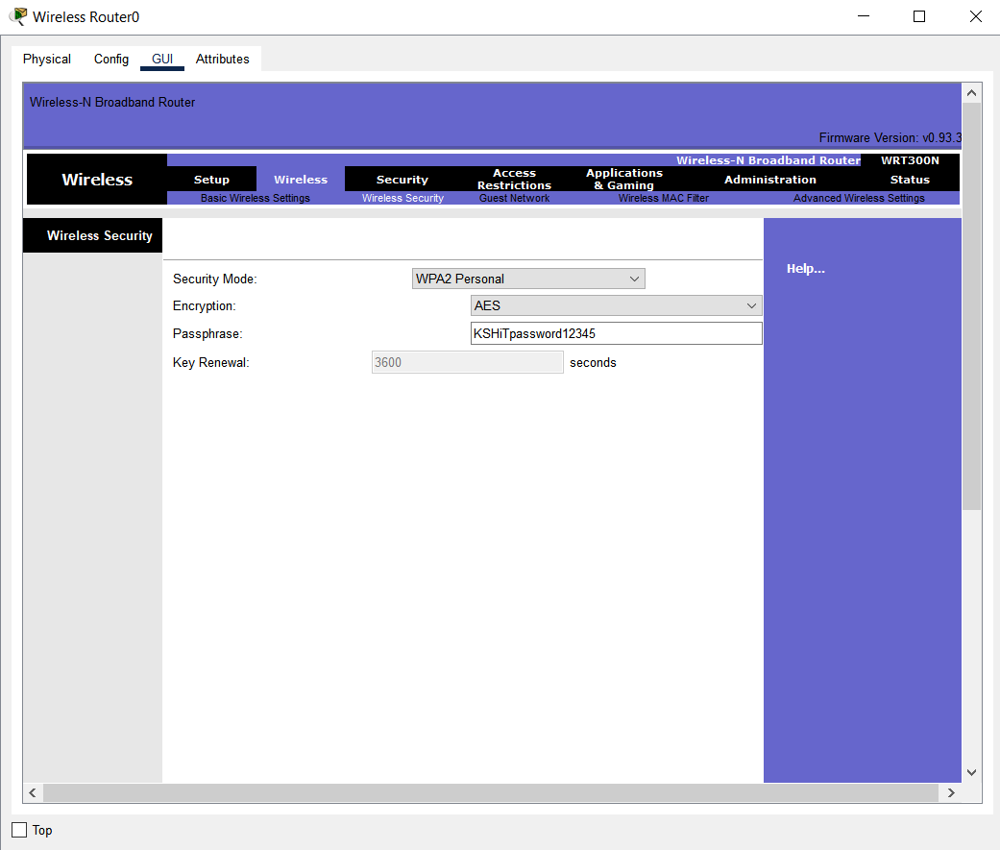 Wireless Router0
Physical Config GUI Attributes
Wireless-N Broadband Router
Firmware Version: v0.93.3
Wireless-N Broadband Router WRT300N
Wireless
Setup Wireless Security Access Restrictions Applications & Gaming Administration Status
Basic Wireless Settings Wireless Security Guest Network Wireless MAC Filter Advanced Wireless Settings
Wireless Security
Help...
Security Mode: WPA2 Personal
Encryption: AES
Passphrase: KSHiTpassword12345
Key Renewal: 3600 seconds
Top